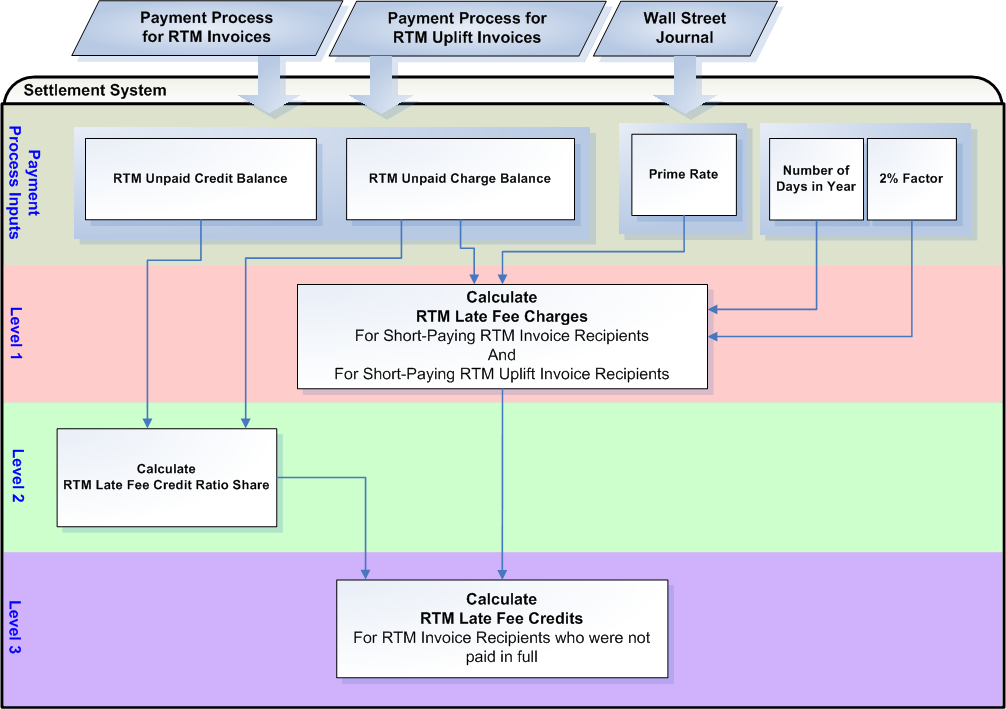 Payment Process
for RTM Invoices
Payment Process for
RTM Uplift Invoices
Wall Street
Journal
Settlement System
Payment
Process Inputs
RTM Unpaid Credit Balance
RTM Unpaid Charge Balance
Prime Rate
Number of
Days in Year
2% Factor
Level 1
Calculate
RTM Late Fee Charges
For Short-Paying RTM Invoice Recipients
And
For Short-Paying RTM Uplift Invoice Recipients
Level 2
Calculate
RTM Late Fee Credit Ratio Share
Level 3
Calculate
RTM Late Fee Credits
For RTM Invoice Recipients who were not
paid in full